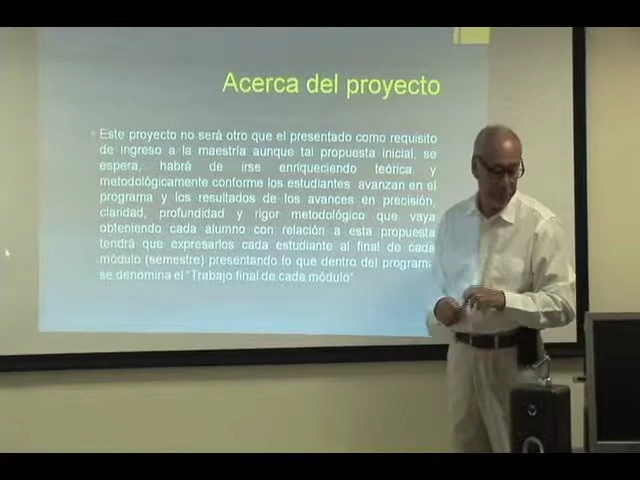 Acerca del proyecto
Este proyecto no será otro que el presentado como requisito
de ingreso a la maestría aunque tal propuesta inicial, se
espera, habrá de irse enriqueciendo teórica y
metodológicamente conforme los estudiantes avanzan en el
programa y los resultados de los avances en precisión,
claridad, profundidad y rigor metodológico que vaya
obteniendo cada alumno con relación a esta propuesta
tendrá que expresarlos cada estudiante al final de cada
módulo (semestre) presentando lo que dentro del programa
se denomina el "Trabajo final de cada módulo"